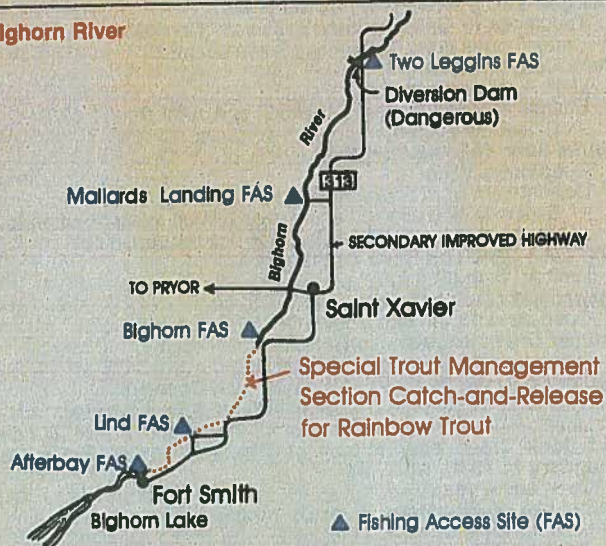 ighorn River
Two Leggins FAS
Diversion Dam
(Dangerous)
River
Mallards Landing FAS
313
Bighorn
SECONDARY IMPROVED HIGHWAY
TO PRYOR
Saint Xavier
Bighorn FAS
Special Trout Management
Section Catch-and-Release
for Rainbow Trout
Lind FAS
Afterbay FAS
Fort Smith
Bighorn Lake
Fishing Access Site (FAS)